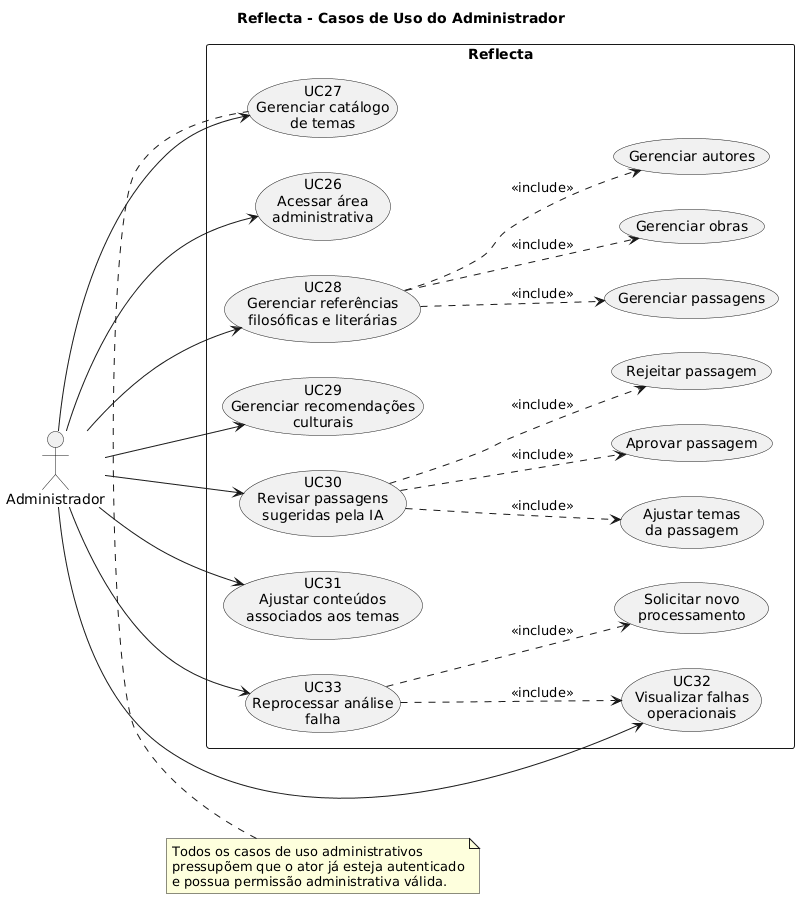 Reflecta - Casos de Uso do Administrador
Reflecta
UC27
Gerenciar catálogo
de temas
Gerenciar autores
UC26
Acessar área
administrativa
«include»
Gerenciar obras
«include»
UC28
Gerenciar referências
filosóficas e literárias
«include»
Gerenciar passagens
Rejeitar passagem
UC29
Gerenciar recomendações
culturais
«include»
Aprovar passagem
«include»
UC30
Revisar passagens
sugeridas pela IA
«include»
Ajustar temas
da passagem
Administrador
UC31
Ajustar conteúdos
associados aos temas
Solicitar novo
processamento
«include»
UC33
Reprocessar análise
falha
«include»
UC32
Visualizar falhas
operacionais
Todos os casos de uso administrativos
pressupõem que o ator já esteja autenticado
e possua permissão administrativa válida.